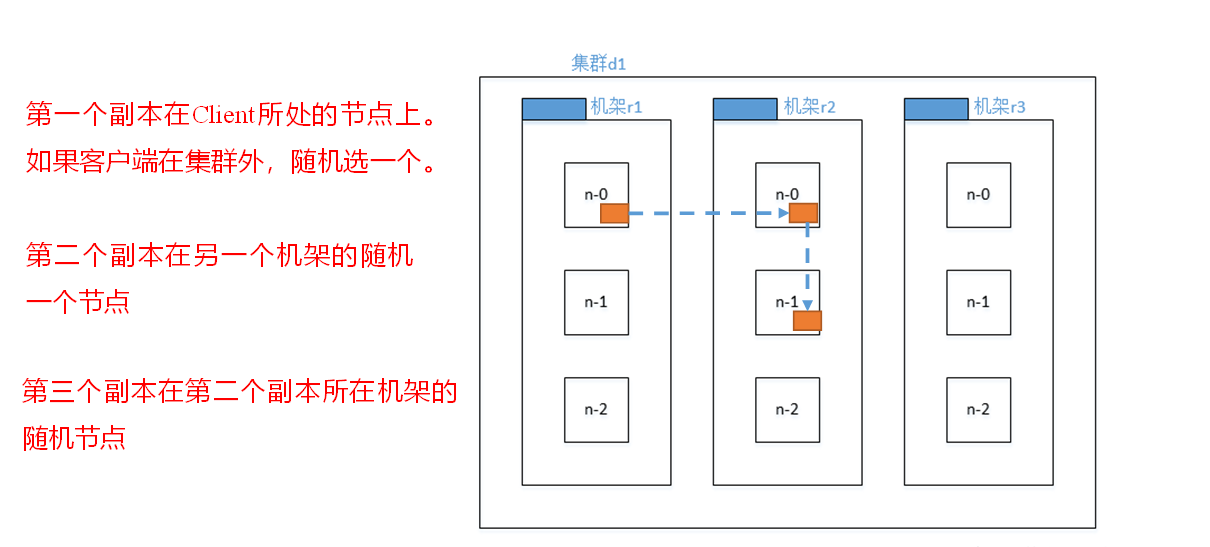 第一个副本在Client所处的节点上。
如果客户端在集群外，随机选一个。
第二个副本在另一个机架的随机
一个节点
第三个副本在第二个副本所在机架的
随机节点
集群d1
机架r1
机架r2
机架r3
n-0
n-0
n-0
n-1
n-1
n-1
n-2
n-2
n-2